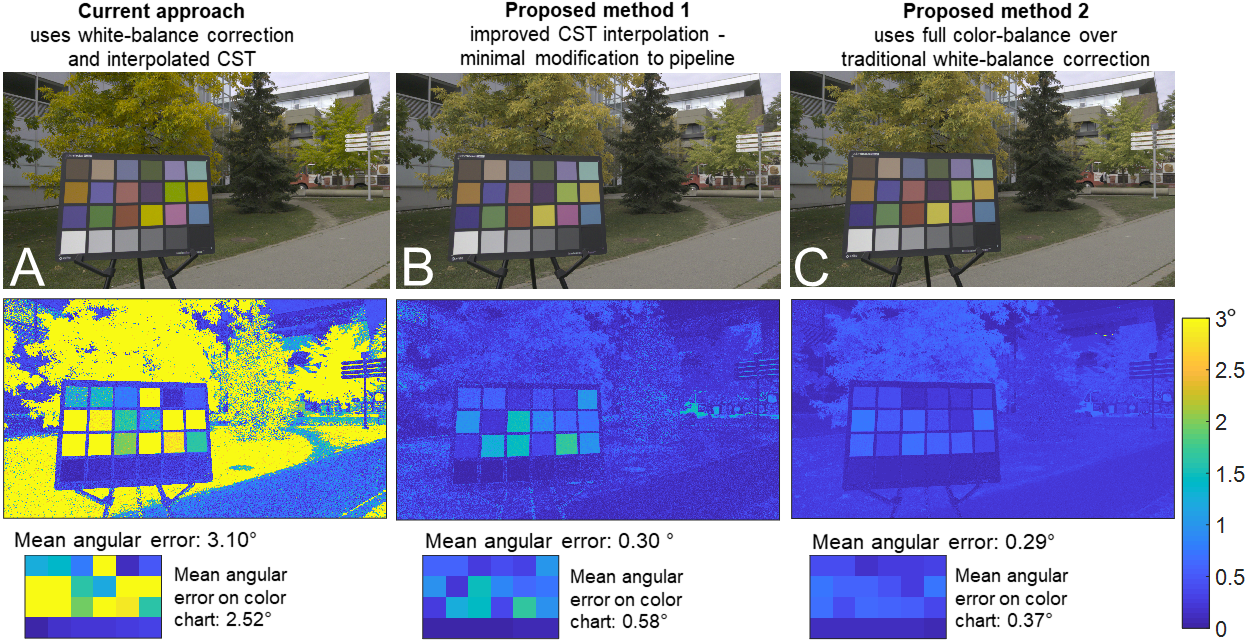 Current approach
uses white-balance correction
and interpolated CST
Proposed method 1
improved CST interpolation -
minimal modification to pipeline
Proposed method 2
uses full color-balance over
traditional white-balance correction
A
B
C
3°
2.5
2
1.5
1
0.5
0
Mean angular error: 3.10°
Mean angular
error on color
chart: 2.52°
Mean angular error: 0.30 °
Mean angular
error on color
chart: 0.58°
Mean angular error: 0.29°
Mean angular
error on color
chart: 0.37°